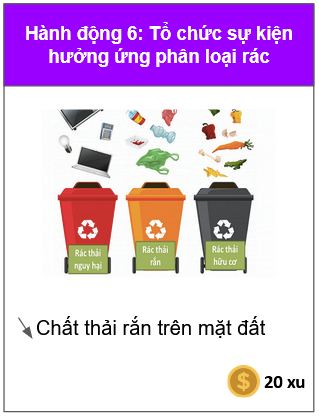 Hành động 6: Tổ chức sự kiện
hưởng ứng phân loại rác
Rác thải
nguy hại
Rác thải
rắn
Rác thải
hữu cơ
Chất thải rắn trên mặt đất
$ 20 xu